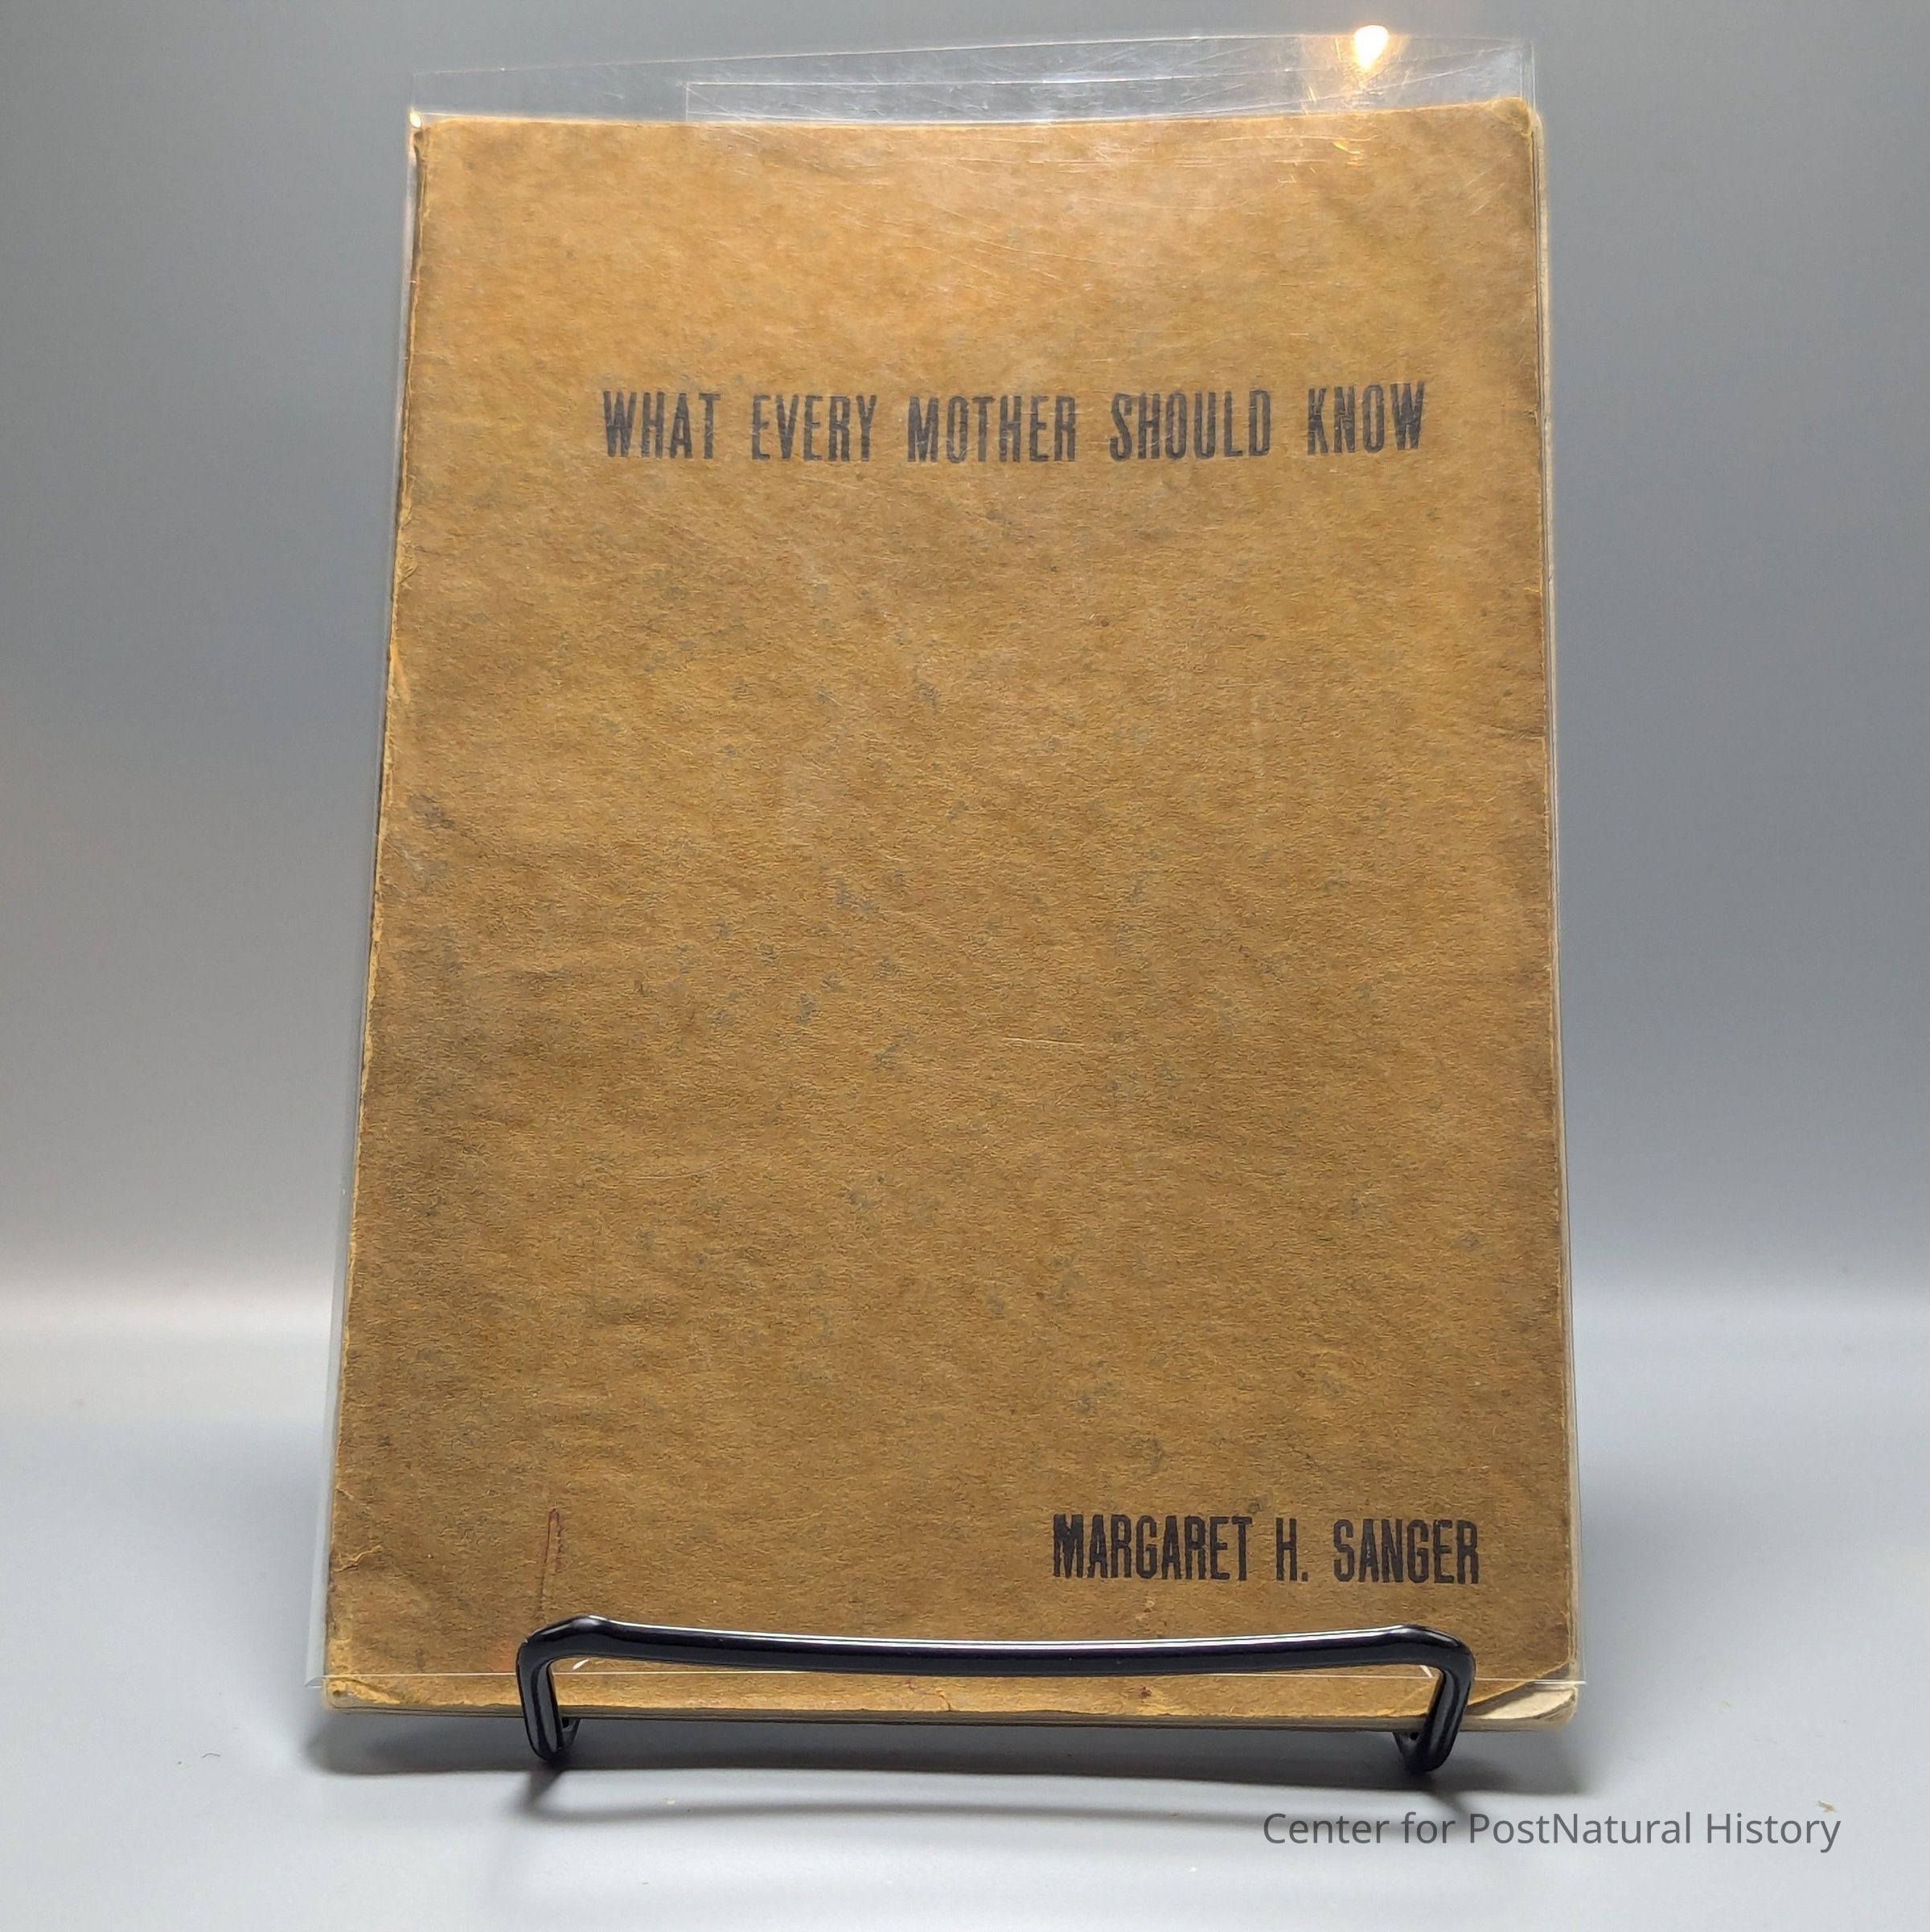 WHAT EVERY MOTHER SHOULD KNOW
MARGARET H. SANGER
Center for PostNatural History